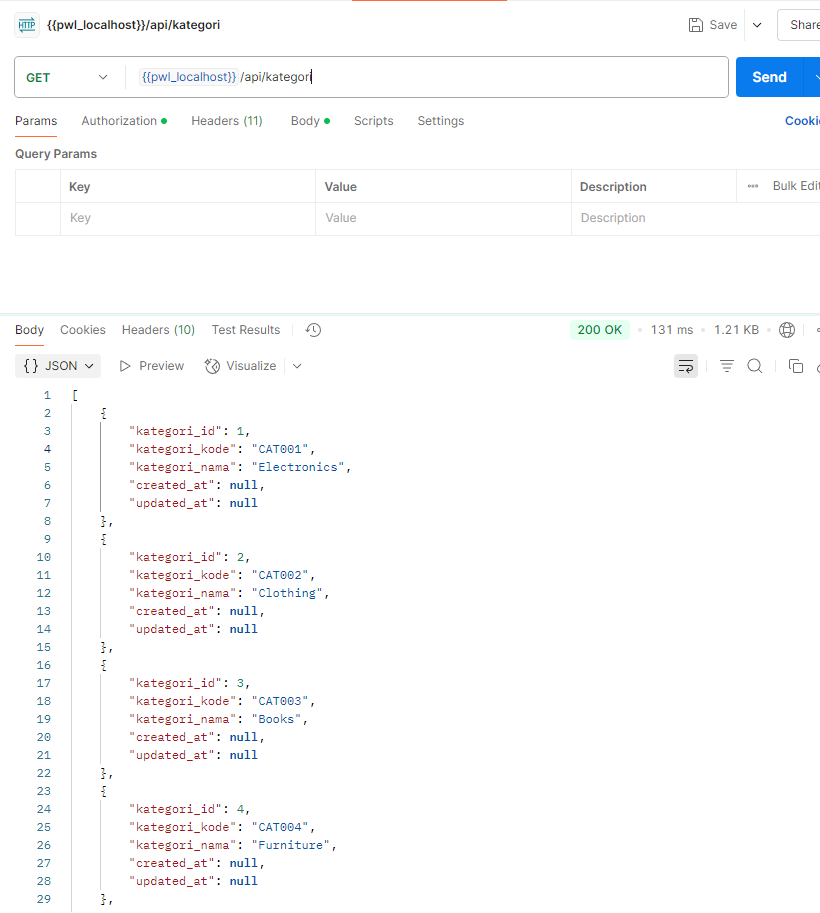 HTTP {{pwl_localhost}}/api/kategori Save Share
GET {{pwl_localhost}} /api/kategori Send
Params Authorization Headers (11) Body Scripts Settings Cooki
Query Params
Key Value Description ••• Bulk Edit
Key Value Description
Body Cookies Headers (10) Test Results 200 OK • 131 ms • 1.21 KB •
{} JSON Preview Visualize
1 [
2 {
3 "kategori_id": 1,
4 "kategori_kode": "CAT001",
5 "kategori_nama": "Electronics",
6 "created_at": null,
7 "updated_at": null
8 },
9 {
10 "kategori_id": 2,
11 "kategori_kode": "CAT002",
12 "kategori_nama": "Clothing",
13 "created_at": null,
14 "updated_at": null
15 },
16 {
17 "kategori_id": 3,
18 "kategori_kode": "CAT003",
19 "kategori_nama": "Books",
20 "created_at": null,
21 "updated_at": null
22 },
23 {
24 "kategori_id": 4,
25 "kategori_kode": "CAT004",
26 "kategori_nama": "Furniture",
27 "created_at": null,
28 "updated_at": null
29 },